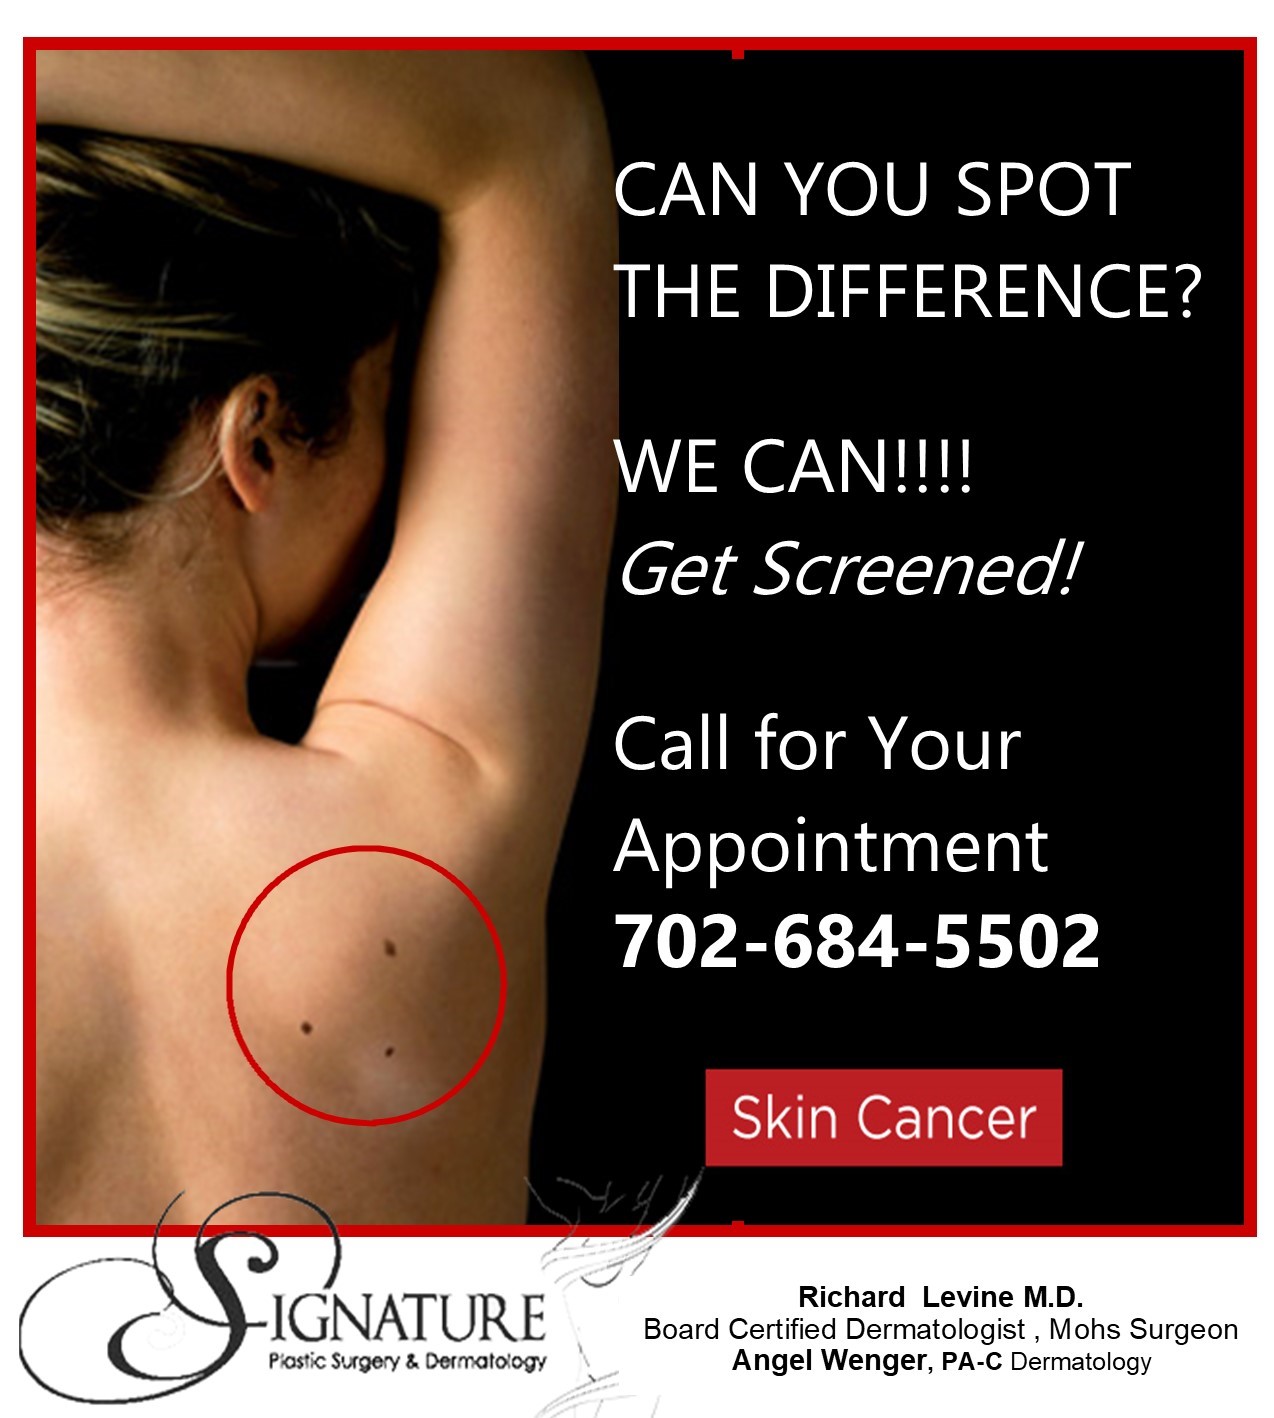 CAN YOU SPOT
THE DIFFERENCE?
WE CAN!!!!
Get Screened!
Call for Your
Appointment
702-684-5502
Skin Cancer
SIGNATURE
Plastic Surgery & Dermatology
Richard Levine M.D.
Board Certified Dermatologist , Mohs Surgeon
Angel Wenger, PA-C Dermatology